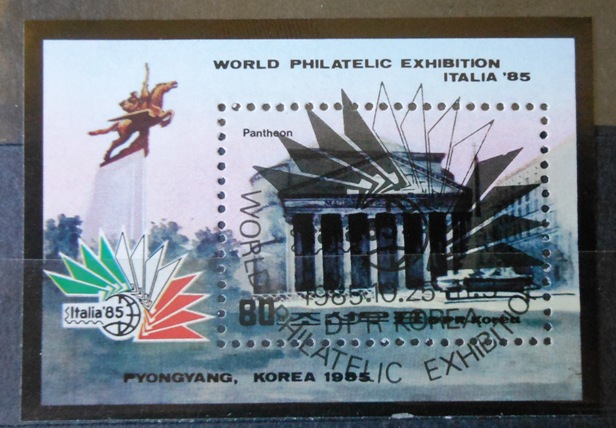 WORLD PHILATELIC EXHIBITION
ITALIA '85
Pantheon
Italia'85
80
WORLD PHILATELIC EXHIBITION
1985.10.25
DPR KOREA
PYONGYANG, KOREA 1985